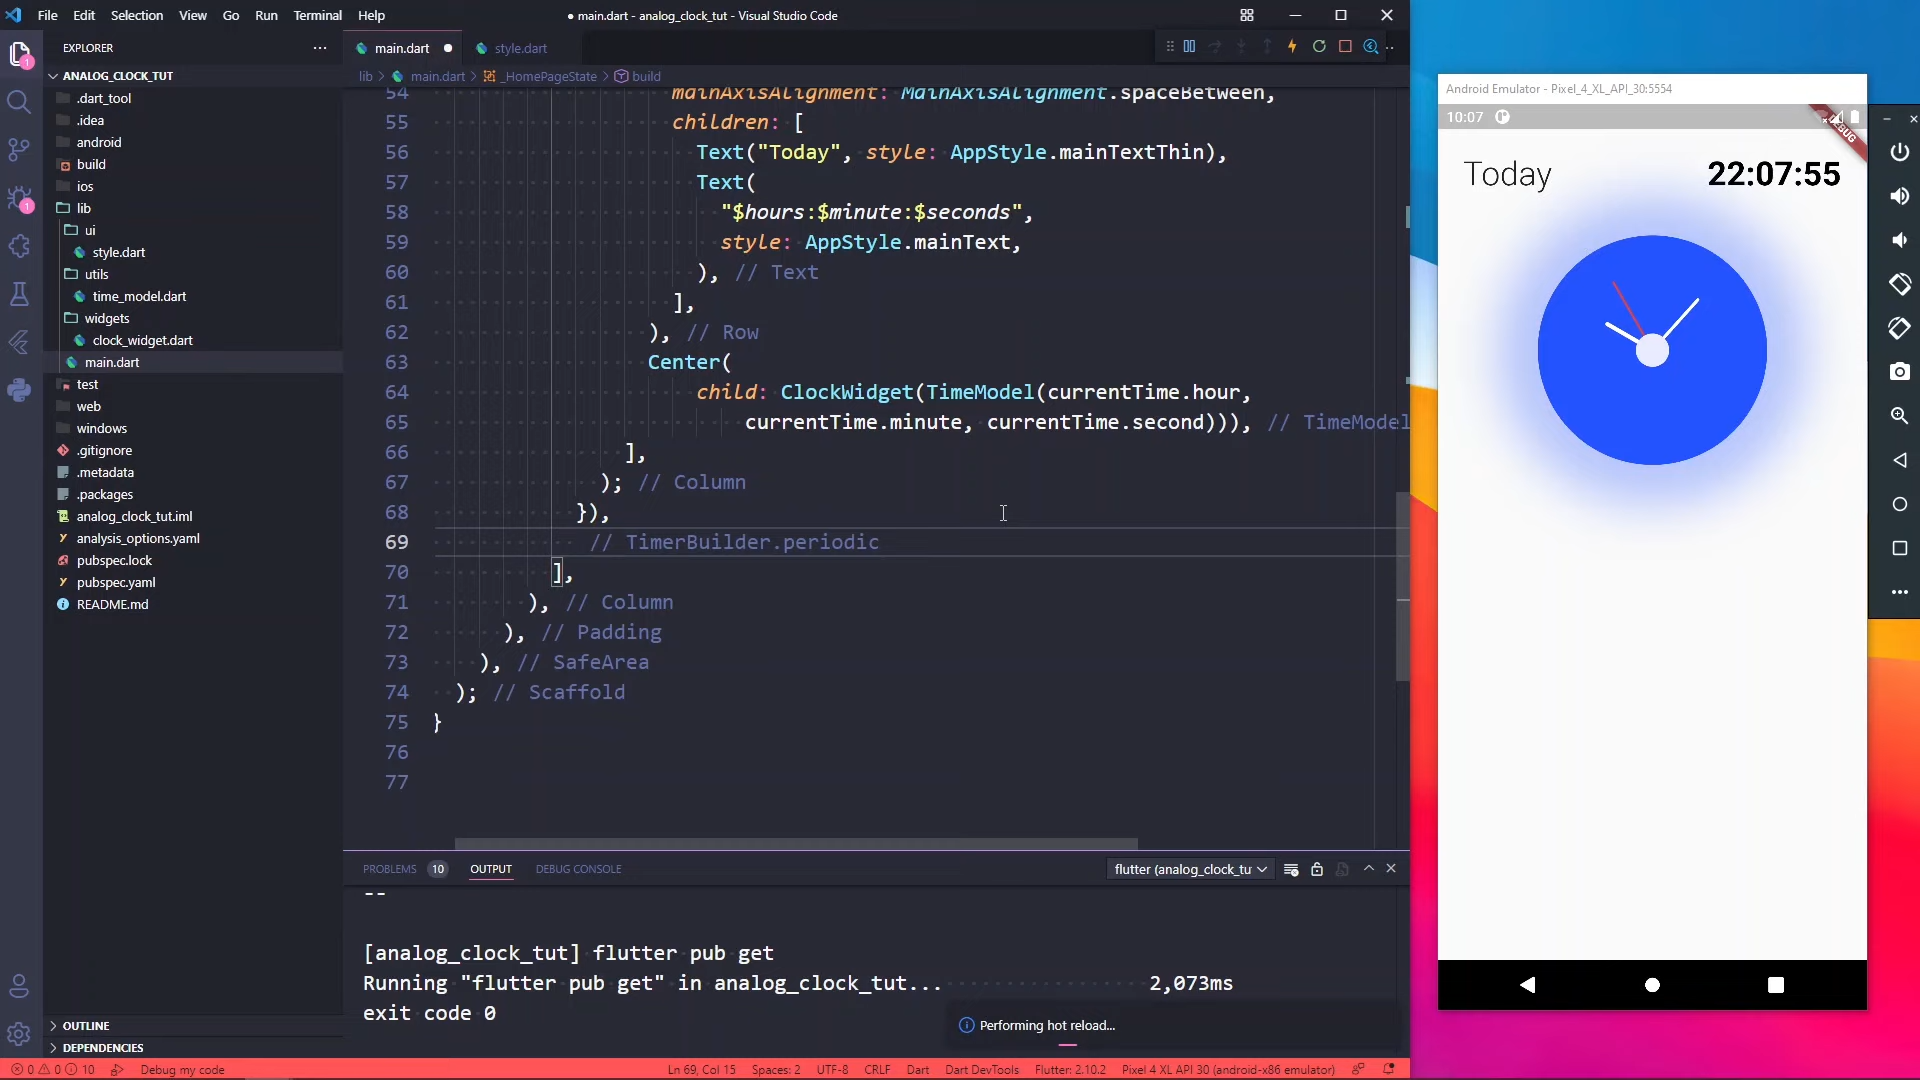 File Edit Selection View Go Run Terminal Help
● main.dart - analog_clock_tut - Visual Studio Code
EXPLORER
main.dart
style.dart
ANALOG_CLOCK_TUT
.dart_tool
.idea
android
build
ios
lib
ui
style.dart
utils
time_model.dart
widgets
clock_widget.dart
main.dart
test
web
windows
.gitignore
.metadata
.packages
analog_clock_tut.iml
analysis_options.yaml
pubspec.lock
pubspec.yaml
README.md
OUTLINE
DEPENDENCIES
lib > main.dart > _HomePageState > build
54 mainAxisAlignment: MainAxisAlignment.spaceBetween,
55 children: [
56 Text("Today", style: AppStyle.mainTextThin),
57 Text(
58 "$hours:$minute:$seconds",
59 style: AppStyle.mainText,
60 ), // Text
61 ],
62 ), // Row
63 Center(
64 child: ClockWidget(TimeModel(currentTime.hour,
65 currentTime.minute, currentTime.second))), // TimeModel
66 ],
67 ); // Column
68 }),
69 // TimerBuilder.periodic
70 ],
71 ), // Column
72 ), // Padding
73 ), // SafeArea
74 ); // Scaffold
75 }
76
77
PROBLEMS 10 OUTPUT DEBUG CONSOLE
flutter (analog_clock_tu
--
[analog_clock_tut] flutter pub get
Running "flutter pub get" in analog_clock_tut... 2,073ms
exit code 0
Performing hot reload...
0 0 10 Debug my code
Ln 69, Col 15 Spaces: 2 UTF-8 CRLF Dart Dart DevTools Flutter: 2.10.2 Pixel 4 XL API 30 (android-x86 emulator)
Android Emulator - Pixel_4_XL_API_30:5554
10:07
DEBUG
Today 22:07:55